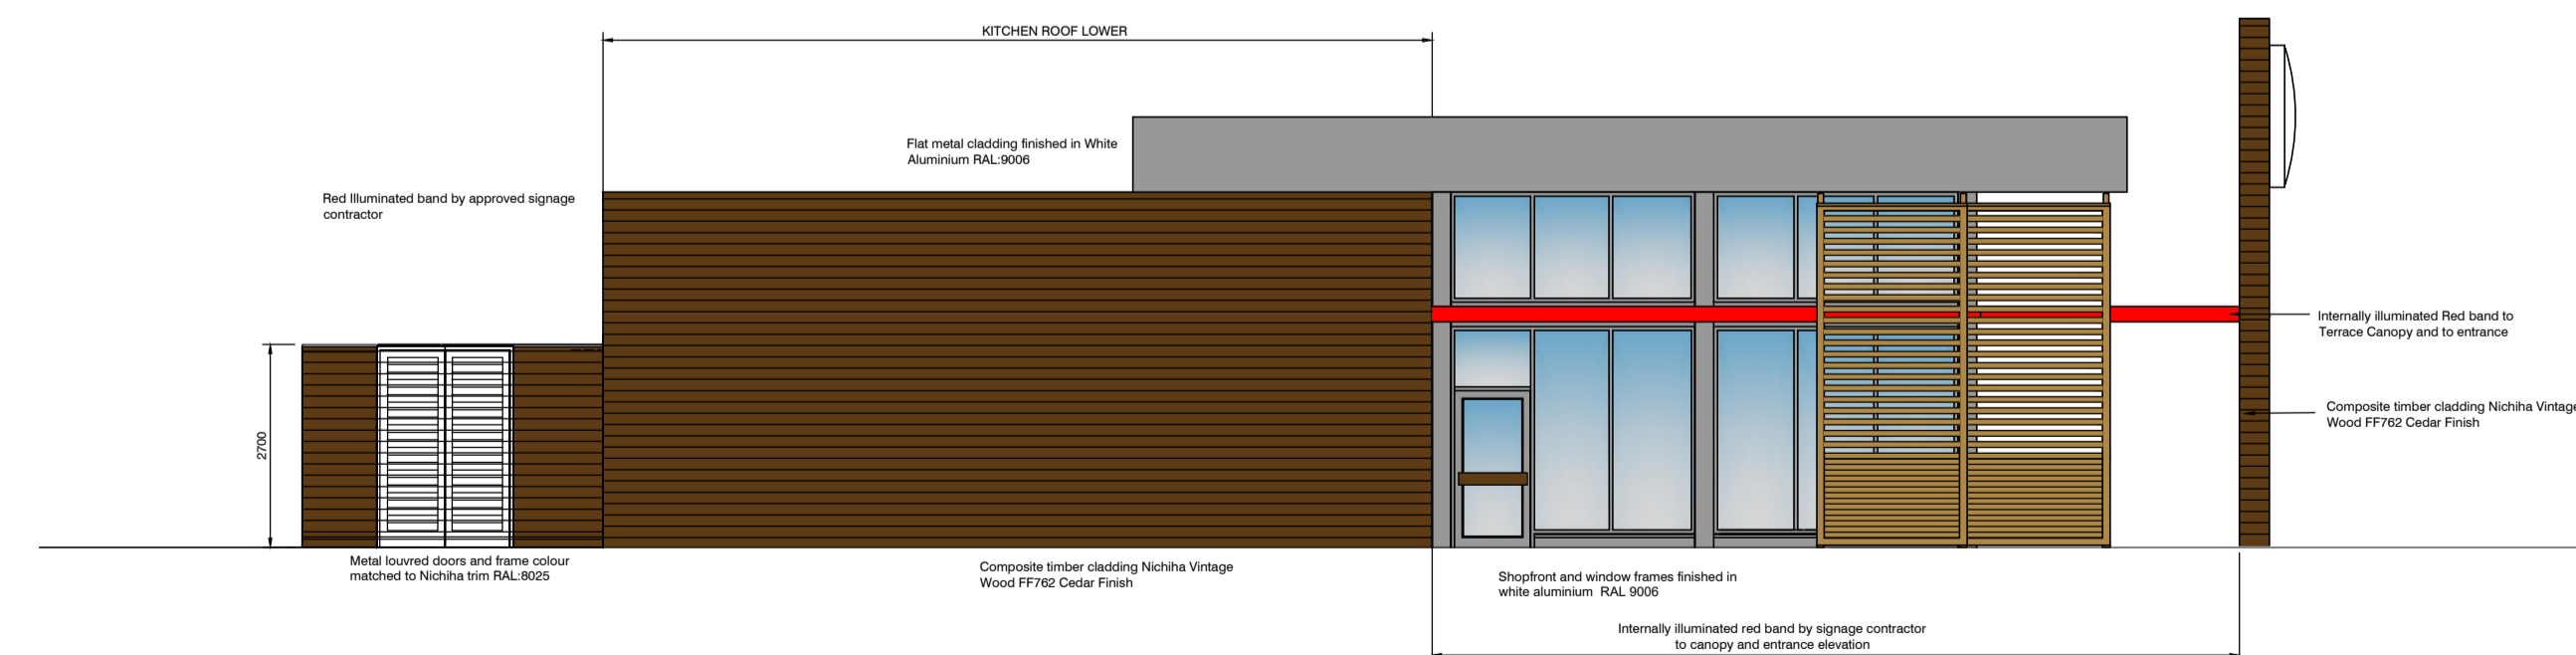 KITCHEN ROOF LOWER
Flat metal cladding finished in White
Aluminium RAL:9006
Red Illuminated band by approved signage
contractor
Internally illuminated Red band to
Terrace Canopy and to entrance
Composite timber cladding Nichiha Vintage
Wood FF762 Cedar Finish
2700
Metal louvred doors and frame colour
matched to Nichiha trim RAL:8025
Composite timber cladding Nichiha Vintage
Wood FF762 Cedar Finish
Shopfront and window frames finished in
white aluminium RAL 9006
Internally illuminated red band by signage contractor
to canopy and entrance elevation